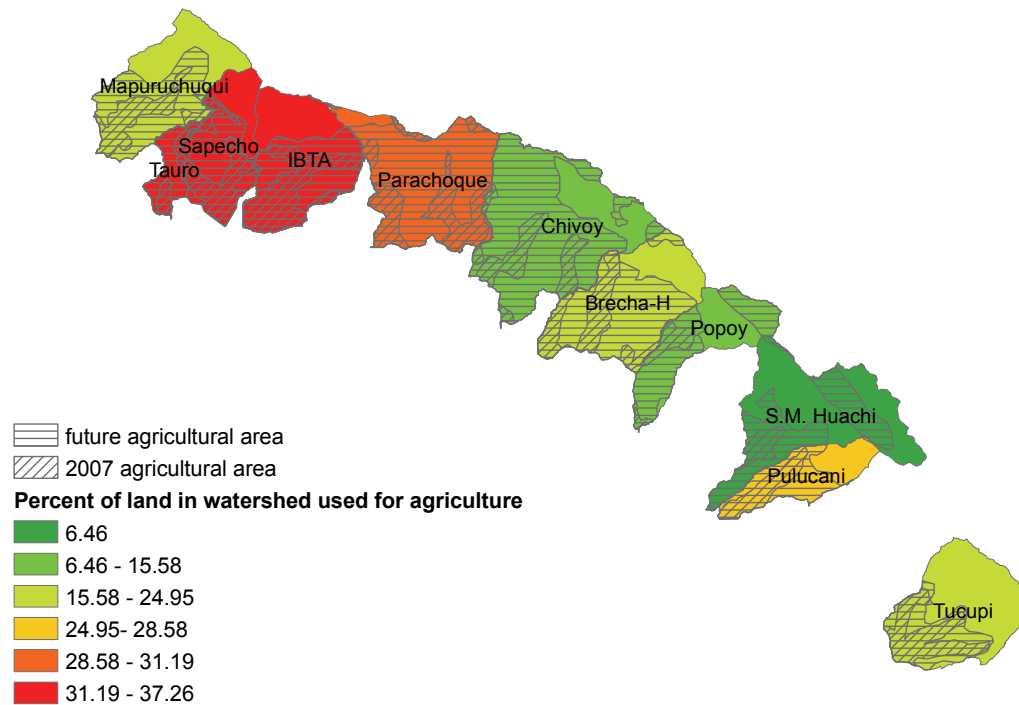 Mapuruchuqui
Sapecho
Tauro
IBTA
Parachoque
Chivoy
Brecha-H
Popoy
S.M. Huachi
Pulucani
Tucupi
future agricultural area
2007 agricultural area
Percent of land in watershed used for agriculture
6.46
6.46 - 15.58
15.58 - 24.95
24.95- 28.58
28.58 - 31.19
31.19 - 37.26